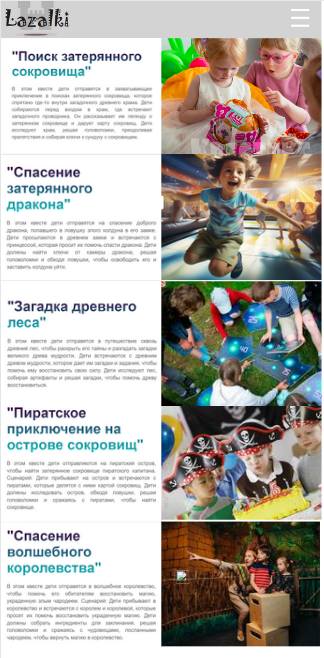 Lazalki
"Поиск затерянного
сокровища"
В этом квесте дети отправятся в захватывающее
приключение в поисках затерянного сокровища, которое
спрятано где-то внутри загадочного древнего храма. Дети
собираются перед входом в храм, где встречают
загадочного проводника. Он рассказывает им легенду о
затерянном сокровище и дарует карту сокровищ. Дети
исследуют храм, решая головоломки, преодолевая
препятствия и собирая ключи к сундуку с сокровищем.
"Спасение
затерянного
дракона"
В этом квесте дети отправятся на спасение доброго
дракона, попавшего в ловушку злого колдуна в его замке.
Дети просыпаются в древнем замке и встречаются с
принцессой, которая просит их помочь спасти дракона. Дети
должны найти ключи от камеры дракона, решая
головоломки и обходя ловушки, чтобы освободить его и
заставить колдуна уйти.
"Загадка древнего
леса"
В этом квесте дети отправятся в путешествие сквозь
древний лес, чтобы раскрыть его тайны и разгадать загадки
великого древа мудрости. Дети встречаются с древним
древом мудрости, которое дает им загадки и задания, чтобы
помочь ему восстановить свою силу. Дети исследуют лес,
собирая артефакты и решая загадки, чтобы помочь древу
восстановиться.
"Пиратское
приключение на
острове сокровищ"
В этом квесте дети отправляются на пиратский остров,
чтобы найти затерянное сокровище пиратского капитана.
Сценарий: Дети прибывают на остров и встречаются с
пиратами, которые делятся с ними картой сокровищ. Дети
должны исследовать остров, обходя ловушки, решая
головоломки и сражаясь с пиратами, чтобы найти
сокровище.
"Спасение
волшебного
королевства"
В этом квесте дети отправятся в волшебное королевство,
чтобы помочь его обитателям восстановить магию,
украденную злым чародеем. Сценарий: Дети прибывают в
королевство и встречаются с королем и королевой, которые
просят их помочь восстановить магию королевства. Дети
должны собрать ингредиенты для заклинания, решая
головоломки и сражаясь с чудовищами, посланными
чародеем, чтобы вернуть магию в королевство.